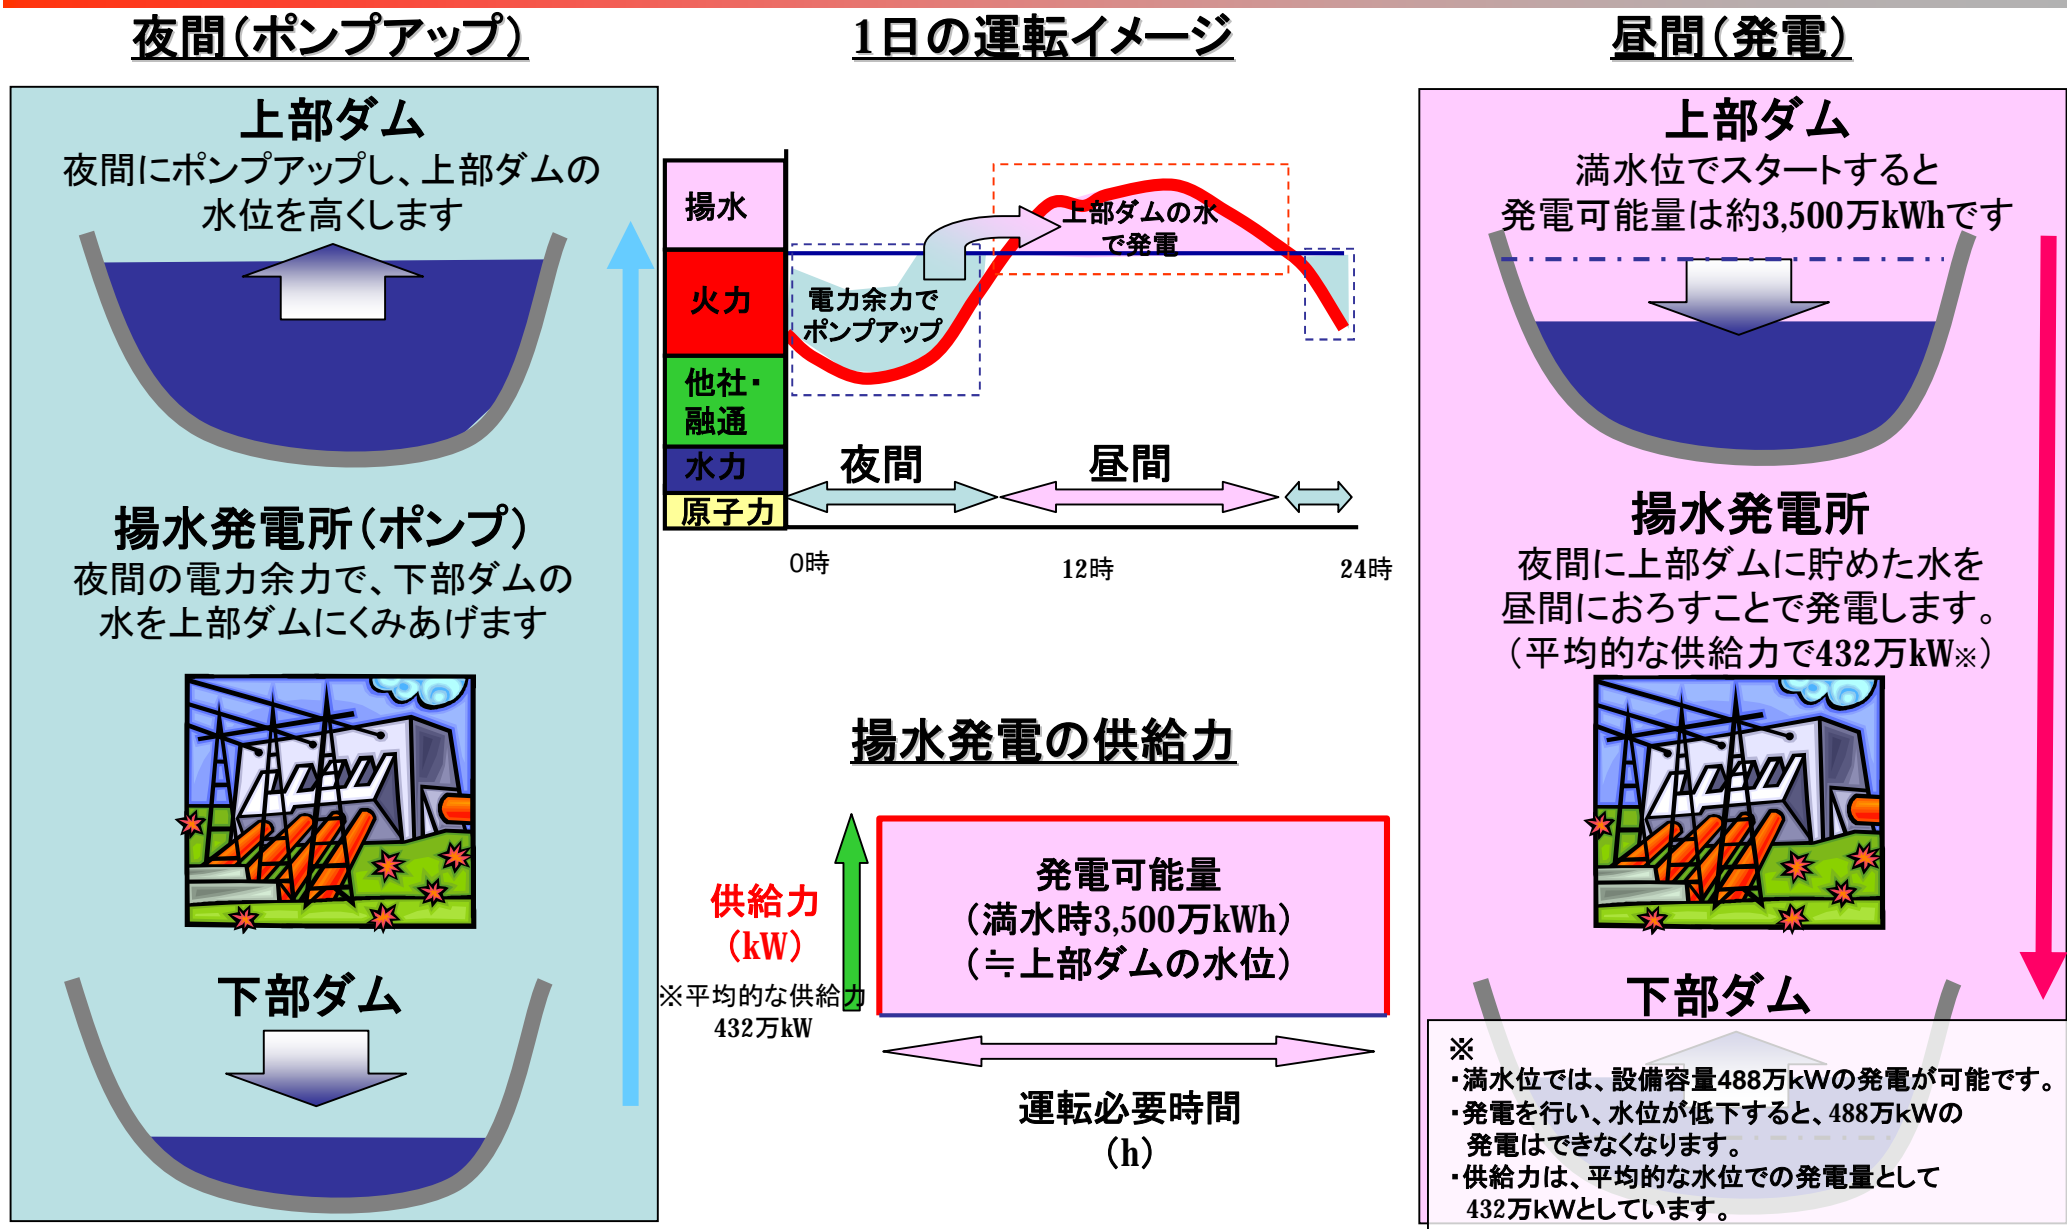 夜間(ポンプアップ)
上部ダム
夜間にポンプアップし、上部ダムの
水位を高くします
揚水発電所(ポンプ)
夜間の電力余力で、下部ダムの
水を上部ダムにくみあげます
下部ダム
1日の運転イメージ
揚水
火力
他社・
融通
水力
原子力
上部ダムの水
で発電
電力余力で
ポンプアップ
夜間
昼間
0時
12時
24時
揚水発電の供給力
供給力
(kW)
※平均的な供給力
432万kW
発電可能量
(満水時3,500万kWh)
(≒上部ダムの水位)
運転必要時間
(h)
昼間(発電)
上部ダム
満水位でスタートすると
発電可能量は約3,500万kWhです
揚水発電所
夜間に上部ダムに貯めた水を
昼間におろすことで発電します。
(平均的な供給力で432万kW※)
下部ダム
※
・満水位では、設備容量488万kWの発電が可能です。
・発電を行い、水位が低下すると、488万kWの
発電はできなくなります。
・供給力は、平均的な水位での発電量として
432万kWとしています。